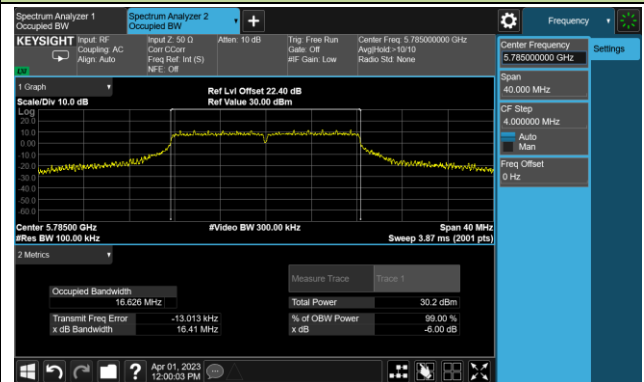 Spectrum Analyzer 1
Occupied BW
Spectrum Analyzer 2
Occupied BW
Frequency
KEYSIGHT
Input: RF
Coupling: AC
Align: Auto
Input Z: 50 Ω
Corr CCorr
Freq Ref: Int (S)
NFE: Off
Atten: 10 dB
Trig: Free Run
Gate: Off
#IF Gain: Low
Center Freq: 5.785000000 GHz
Avg|Hold:>10/10
Radio Std: None
Center Frequency
5.785000000 GHz
Settings
Span
40.000 MHz
CF Step
4.000000 MHz
Auto
Man
Freq Offset
0 Hz
1 Graph
Scale/Div 10.0 dB
Ref Lvl Offset 22.40 dB
Ref Value 30.00 dBm
Log
20.0
10.0
0.00
-10.0
-20.0
-30.0
-40.0
-50.0
-60.0
Center 5.78500 GHz
#Res BW 100.00 kHz
#Video BW 300.00 kHz
Span 40 MHz
Sweep 3.87 ms (2001 pts)
2 Metrics
Measure Trace
Trace 1
Occupied Bandwidth
16.626 MHz
Total Power
30.2 dBm
Transmit Freq Error
-13.013 kHz
% of OBW Power
99.00 %
x dB Bandwidth
16.41 MHz
x dB
-6.00 dB
?
Apr 01, 2023
12:00:03 PM